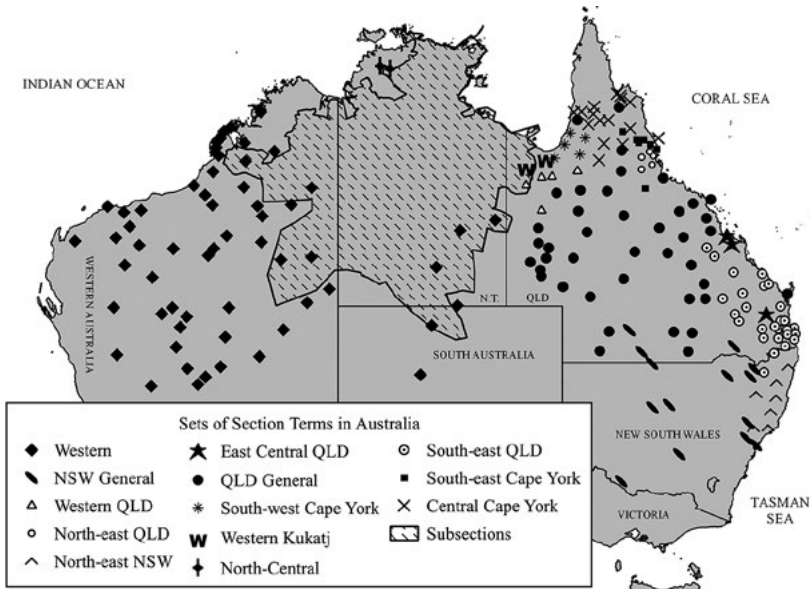 INDIAN OCEAN
CORAL SEA
WESTERN AUSTRALIA
N.T.
QLD
SOUTH AUSTRALIA
NEW SOUTH WALES
VICTORIA
TASMAN
SEA
Sets of Section Terms in Australia
Western
NSW General
Western QLD
North-east QLD
North-east NSW
East Central QLD
QLD General
South-west Cape York
W Western Kukatj
North-Central
South-east QLD
South-east Cape York
Central Cape York
Subsections
W W